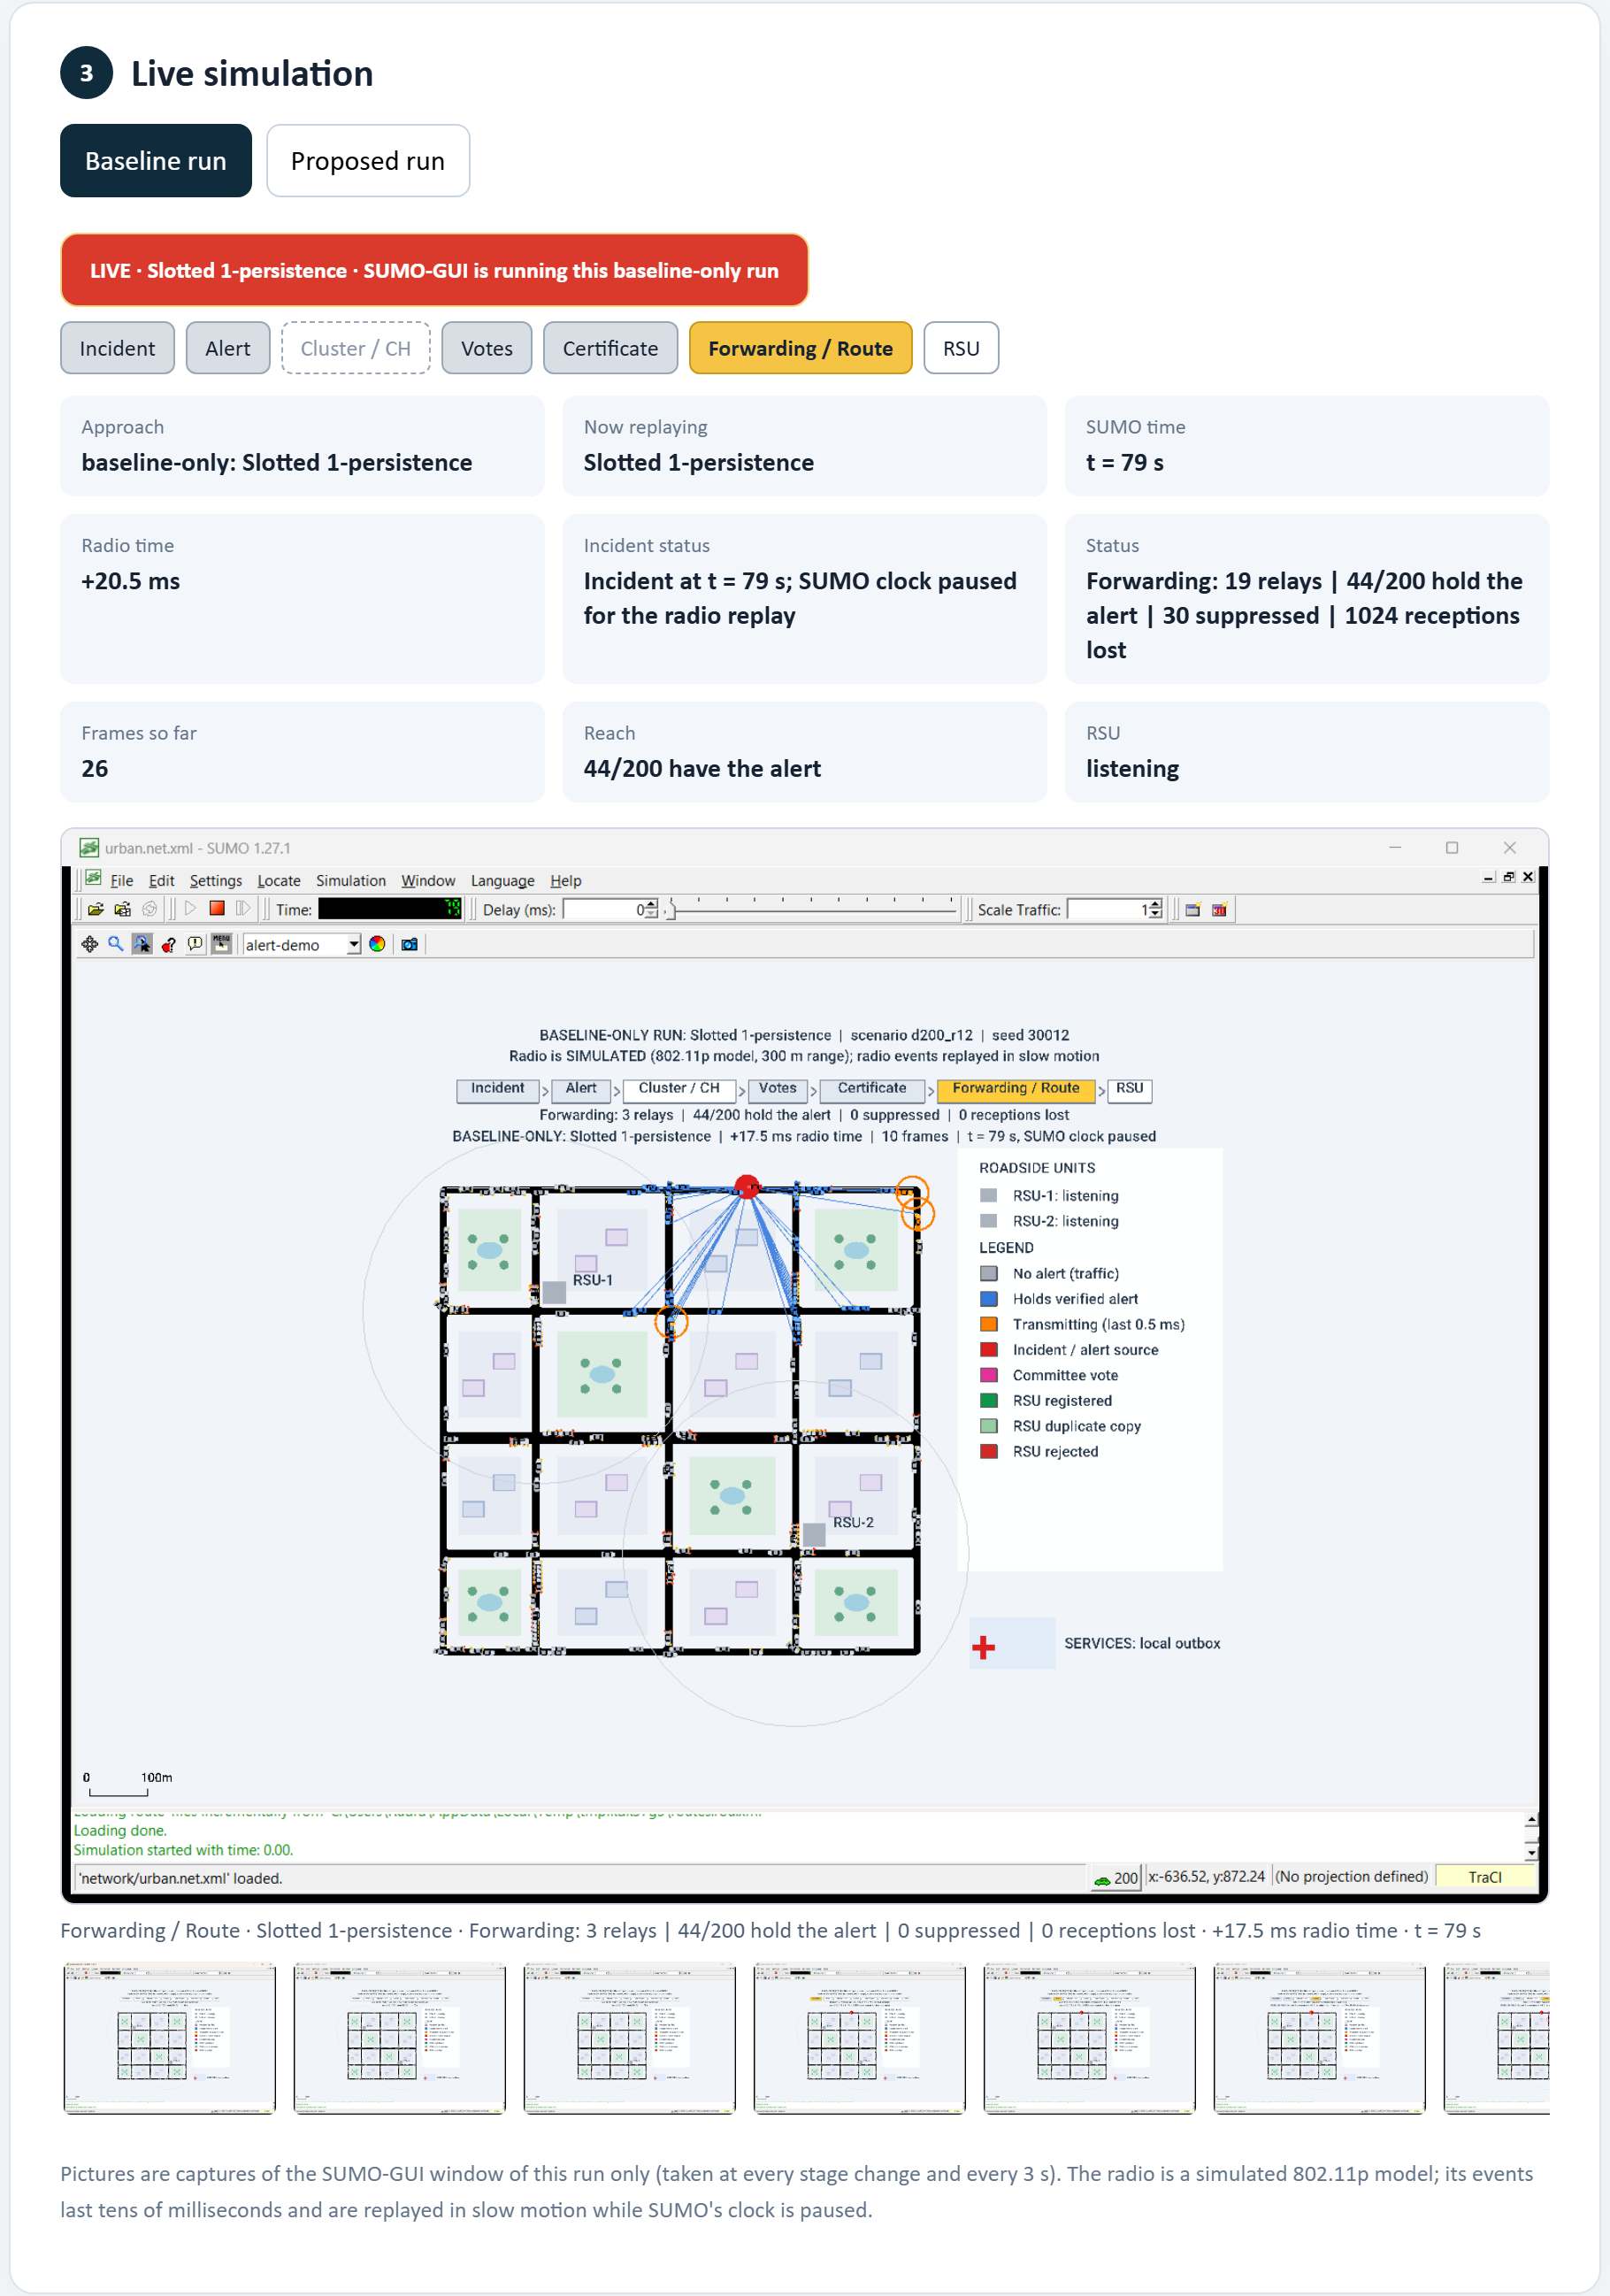 3 Live simulation
Baseline run
Proposed run
LIVE · Slotted 1-persistence · SUMO-GUI is running this baseline-only run
Incident
Alert
Cluster / CH
Votes
Certificate
Forwarding / Route
RSU
Approach
baseline-only: Slotted 1-persistence
Now replaying
Slotted 1-persistence
SUMO time
t = 79 s
Radio time
+20.5 ms
Incident status
Incident at t = 79 s; SUMO clock paused
for the radio replay
Status
Forwarding: 19 relays | 44/200 hold the
alert | 30 suppressed | 1024 receptions
lost
Frames so far
26
Reach
44/200 have the alert
RSU
listening
urban.net.xml - SUMO 1.27.1
File Edit Settings Locate Simulation Window Language Help
Time: 79 Delay (ms): 0 Scale Traffic: 1
alert-demo
BASELINE-ONLY RUN: Slotted 1-persistence | scenario d200_r12 | seed 30012
Radio is SIMULATED (802.11p model, 300 m range); radio events replayed in slow motion
Incident > Alert > Cluster / CH > Votes > Certificate > Forwarding / Route > RSU
Forwarding: 3 relays | 44/200 hold the alert | 0 suppressed | 0 receptions lost
BASELINE-ONLY: Slotted 1-persistence | +17.5 ms radio time | 10 frames | t = 79 s, SUMO clock paused
ROADSIDE UNITS
RSU-1: listening
RSU-2: listening
LEGEND
No alert (traffic)
Holds verified alert
Transmitting (last 0.5 ms)
Incident / alert source
Committee vote
RSU registered
RSU duplicate copy
RSU rejected
RSU-1
RSU-2
SERVICES: local outbox
0 100m
Loading done.
Simulation started with time: 0.00.
'network/urban.net.xml' loaded.
200
x:-636.52, y:872.24
(No projection defined)
TraCI
Forwarding / Route · Slotted 1-persistence · Forwarding: 3 relays | 44/200 hold the alert | 0 suppressed | 0 receptions lost · +17.5 ms radio time · t = 79 s
Pictures are captures of the SUMO-GUI window of this run only (taken at every stage change and every 3 s). The radio is a simulated 802.11p model; its events
last tens of milliseconds and are replayed in slow motion while SUMO's clock is paused.